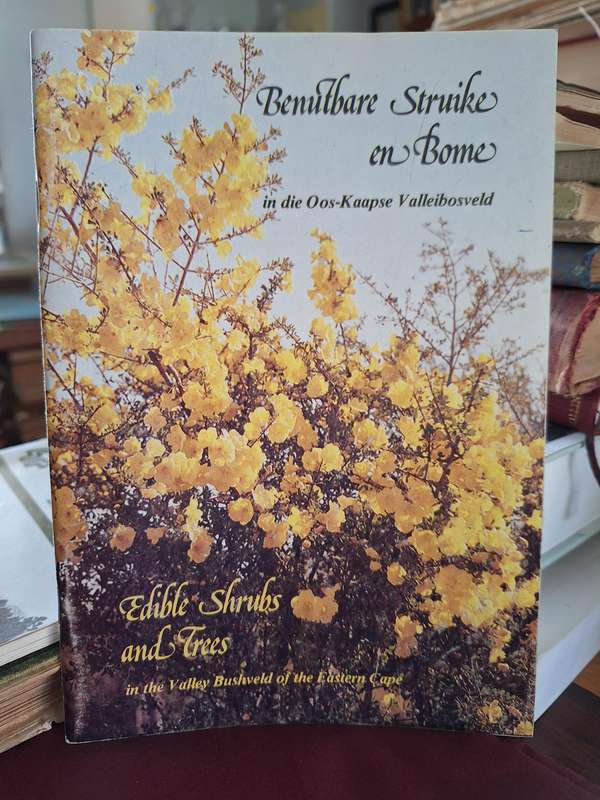 Benutbare Struike
en Bome
in die Oos-Kaapse Valleibosveld
Edible Shrubs
and Trees
in the Valley Bushveld of the Eastern Cape